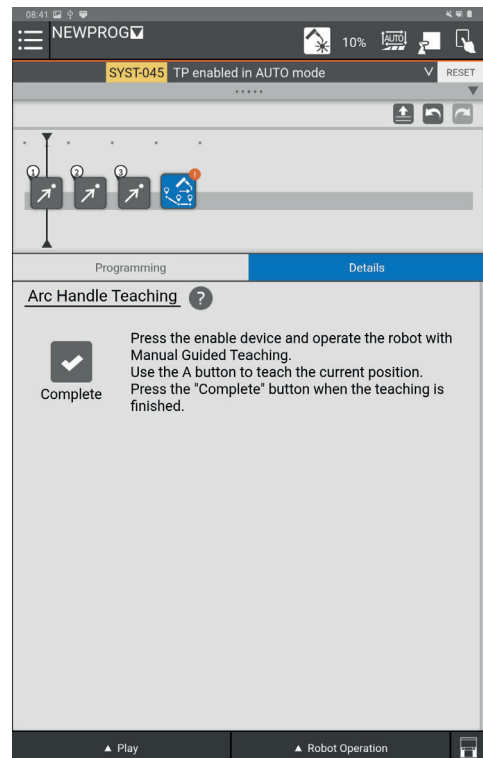 08:41
NEWPROG
10%
AUTO
SYST-045 TP enabled in AUTO mode
RESET
1
2
3
!
Programming
Details
Arc Handle Teaching ?
Press the enable device and operate the robot with
Manual Guided Teaching.
Use the A button to teach the current position.
Complete
Press the "Complete" button when the teaching is
finished.
▲ Play
▲ Robot Operation